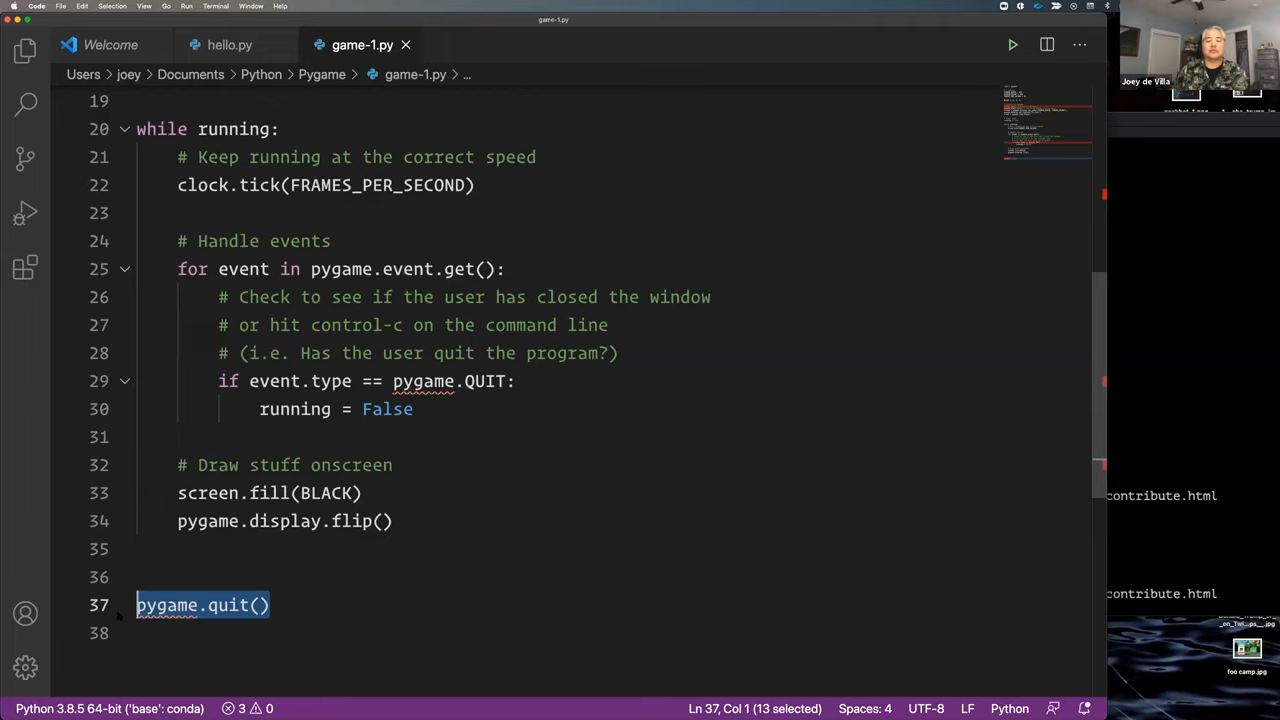 Code File Edit Selection View Go Run Terminal Window Help
game-1.py
Welcome hello.py game-1.py
Users > joey > Documents > Python > Pygame > game-1.py > ...
19
20 while running:
21 # Keep running at the correct speed
22 clock.tick(FRAMES_PER_SECOND)
23
24 # Handle events
25 for event in pygame.event.get():
26 # Check to see if the user has closed the window
27 # or hit control-c on the command line
28 # (i.e. Has the user quit the program?)
29 if event.type == pygame.QUIT:
30 running = False
31
32 # Draw stuff onscreen
33 screen.fill(BLACK)
34 pygame.display.flip()
35
36
37 pygame.quit()
38
Python 3.8.5 64-bit ('base': conda) 3 0 Ln 37, Col 1 (13 selected) Spaces: 4 UTF-8 LF Python
Joey de Villa
contribute.html
contribute.html
_on_Twi...ps__.jpg
foo camp.jpg